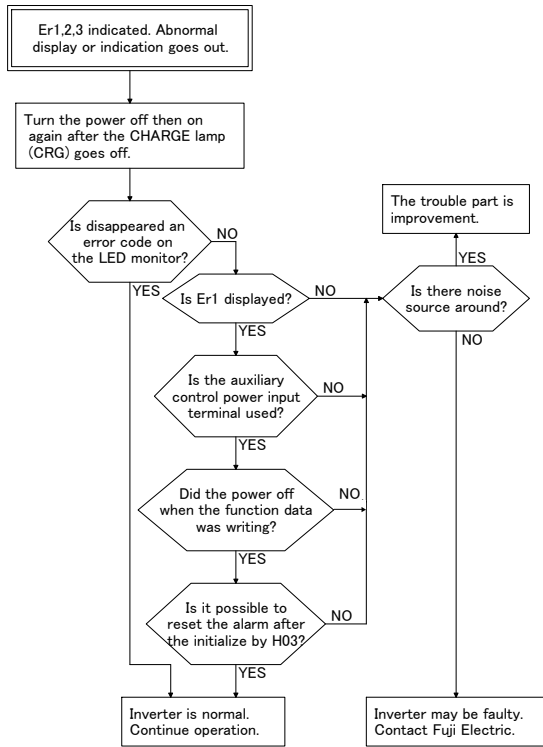 Er1,2,3 indicated. Abnormal
display or indication goes out.
Turn the power off then on
again after the CHARGE lamp
(CRG) goes off.
Is disappeared an
error code on
the LED monitor?
NO
YES
Is Er1 displayed?
NO
YES
The trouble part is
improvement.
YES
Is there noise
source around?
NO
Is the auxiliary
control power input
terminal used?
NO
YES
Did the power off
when the function data
was writing?
NO
YES
Is it possible to
reset the alarm after
the initialize by H03?
NO
YES
Inverter is normal.
Continue operation.
Inverter may be faulty.
Contact Fuji Electric.